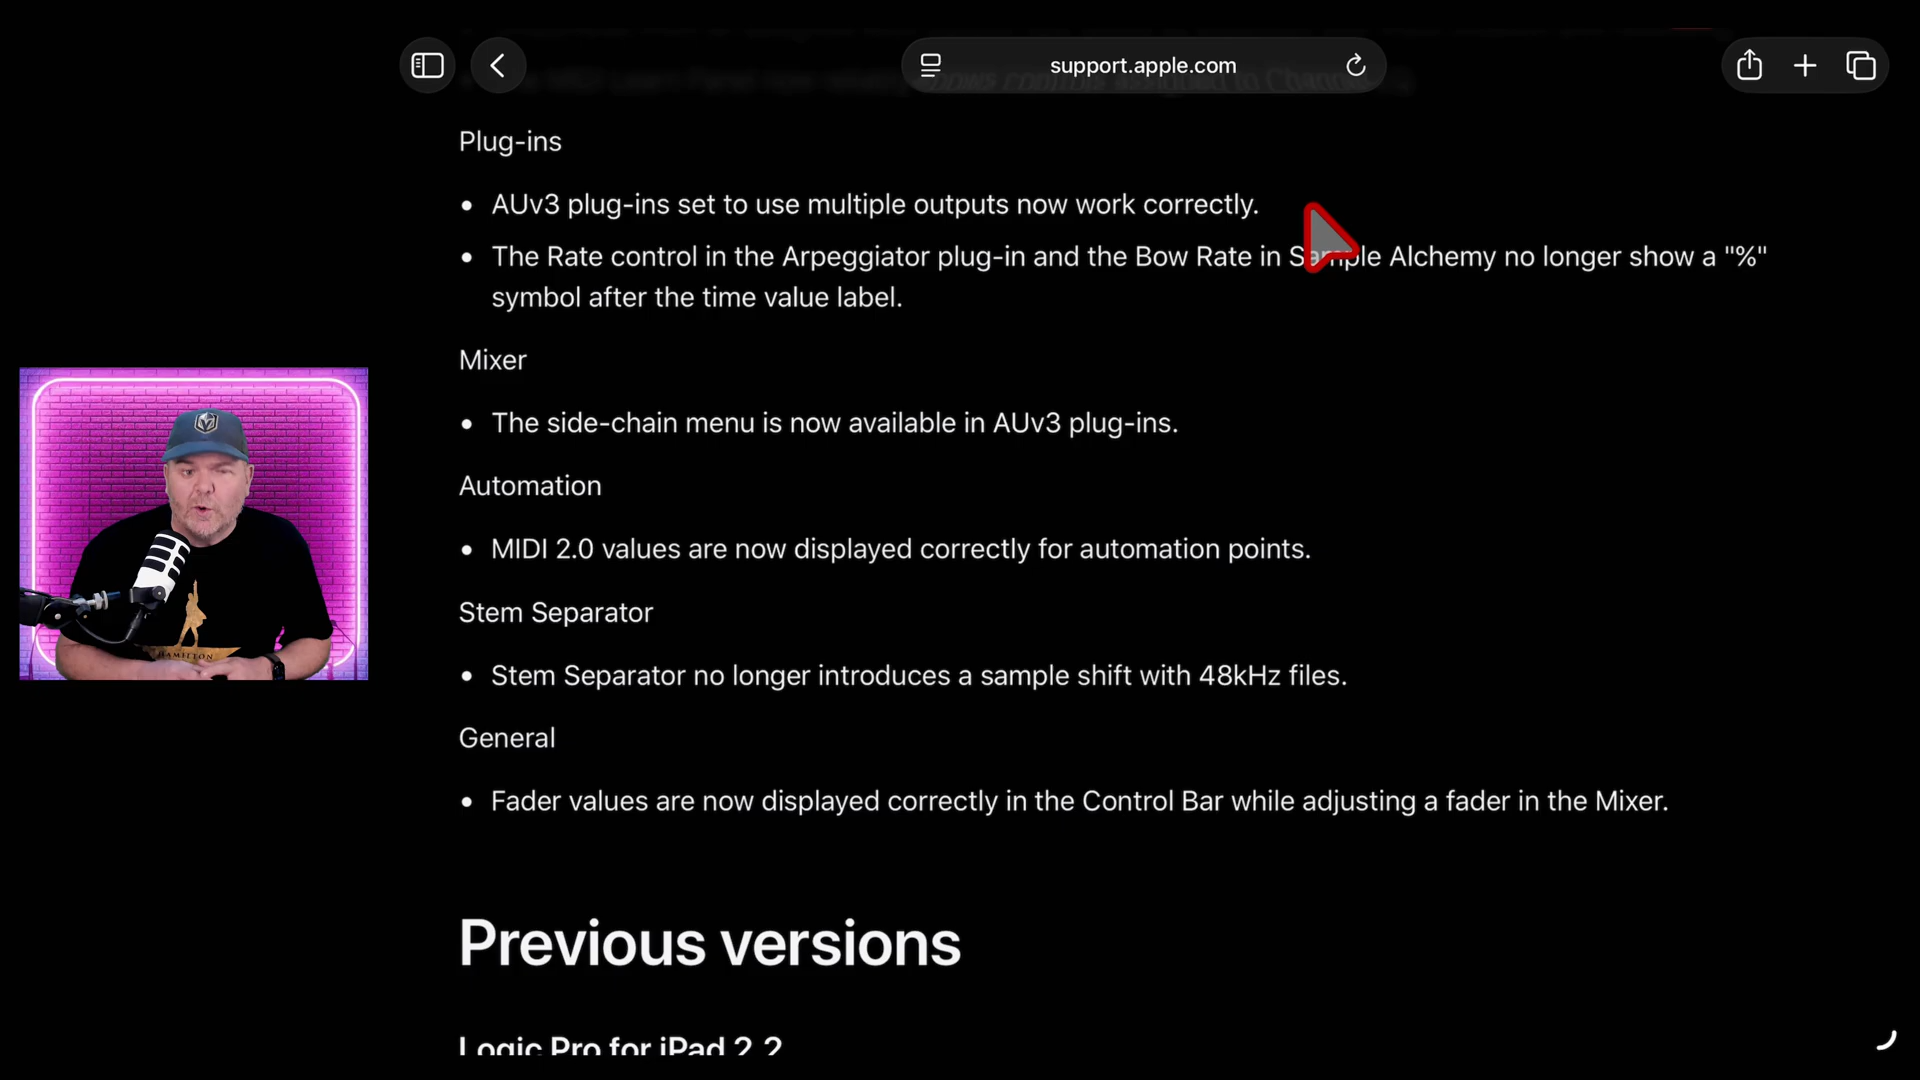 support.apple.com
Plug-ins
• AUv3 plug-ins set to use multiple outputs now work correctly.
• The Rate control in the Arpeggiator plug-in and the Bow Rate in Sample Alchemy no longer show a "%"
symbol after the time value label.
Mixer
• The side-chain menu is now available in AUv3 plug-ins.
Automation
• MIDI 2.0 values are now displayed correctly for automation points.
Stem Separator
• Stem Separator no longer introduces a sample shift with 48kHz files.
HAMILTON
General
• Fader values are now displayed correctly in the Control Bar while adjusting a fader in the Mixer.
Previous versions
Logic Pro for iPad 2.2